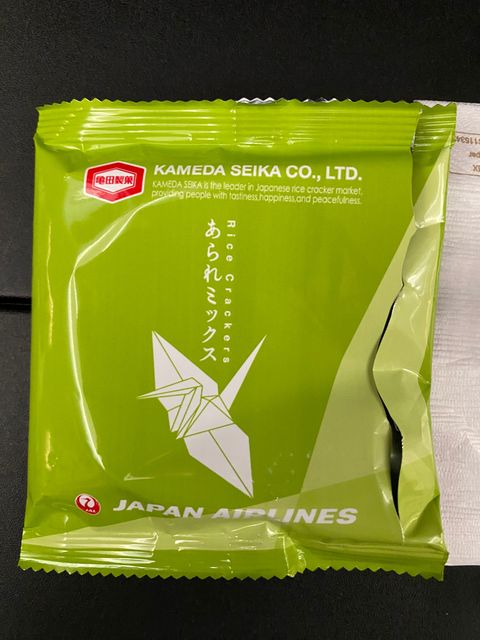 亀田製菓
KAMEDA SEIKA CO., LTD.
KAMEDA SEIKA is the leader in Japanese rice cracker market,
providing people with tastiness,happiness,and peacefulness.
Rice Crackers
あられミックス
JAL
JAPAN AIRLINES